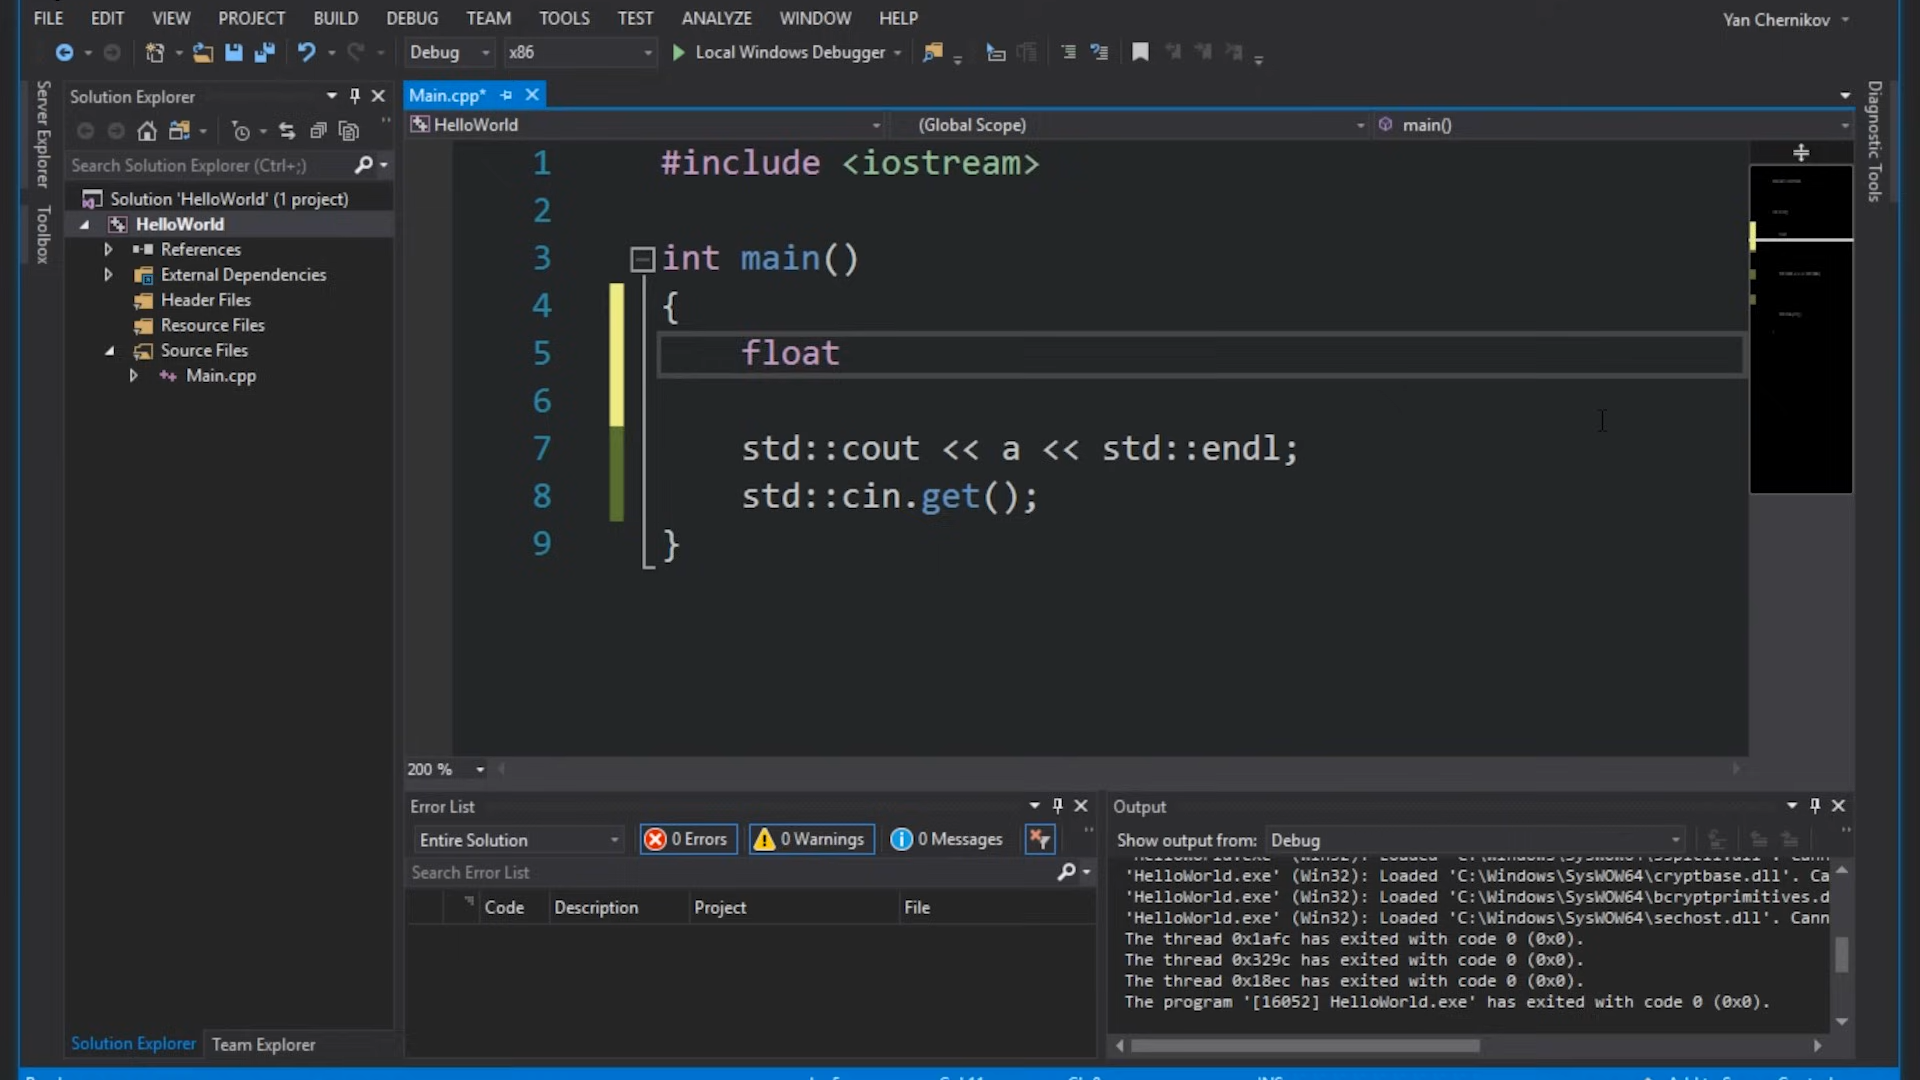 FILE EDIT VIEW PROJECT BUILD DEBUG TEAM TOOLS TEST ANALYZE WINDOW HELP
Yan Chernikov
Debug x86 Local Windows Debugger
Server Explorer
Toolbox
Solution Explorer
Search Solution Explorer (Ctrl+;)
Solution 'HelloWorld' (1 project)
HelloWorld
References
External Dependencies
Header Files
Resource Files
Source Files
Main.cpp
Solution Explorer Team Explorer
Main.cpp*
HelloWorld (Global Scope) main()
1 #include <iostream>
2
3 int main()
4 {
5 float
6
7 std::cout << a << std::endl;
8 std::cin.get();
9 }
200 %
Diagnostic Tools
Error List
Entire Solution 0 Errors 0 Warnings 0 Messages
Search Error List
Code Description Project File
Output
Show output from: Debug
'HelloWorld.exe' (Win32): Loaded 'C:\Windows\SysWOW64\cryptbase.dll'. Ca
'HelloWorld.exe' (Win32): Loaded 'C:\Windows\SysWOW64\bcryptprimitives.d
'HelloWorld.exe' (Win32): Loaded 'C:\Windows\SysWOW64\sechost.dll'. Cann
The thread 0x1afc has exited with code 0 (0x0).
The thread 0x329c has exited with code 0 (0x0).
The thread 0x18ec has exited with code 0 (0x0).
The program '[16052] HelloWorld.exe' has exited with code 0 (0x0).